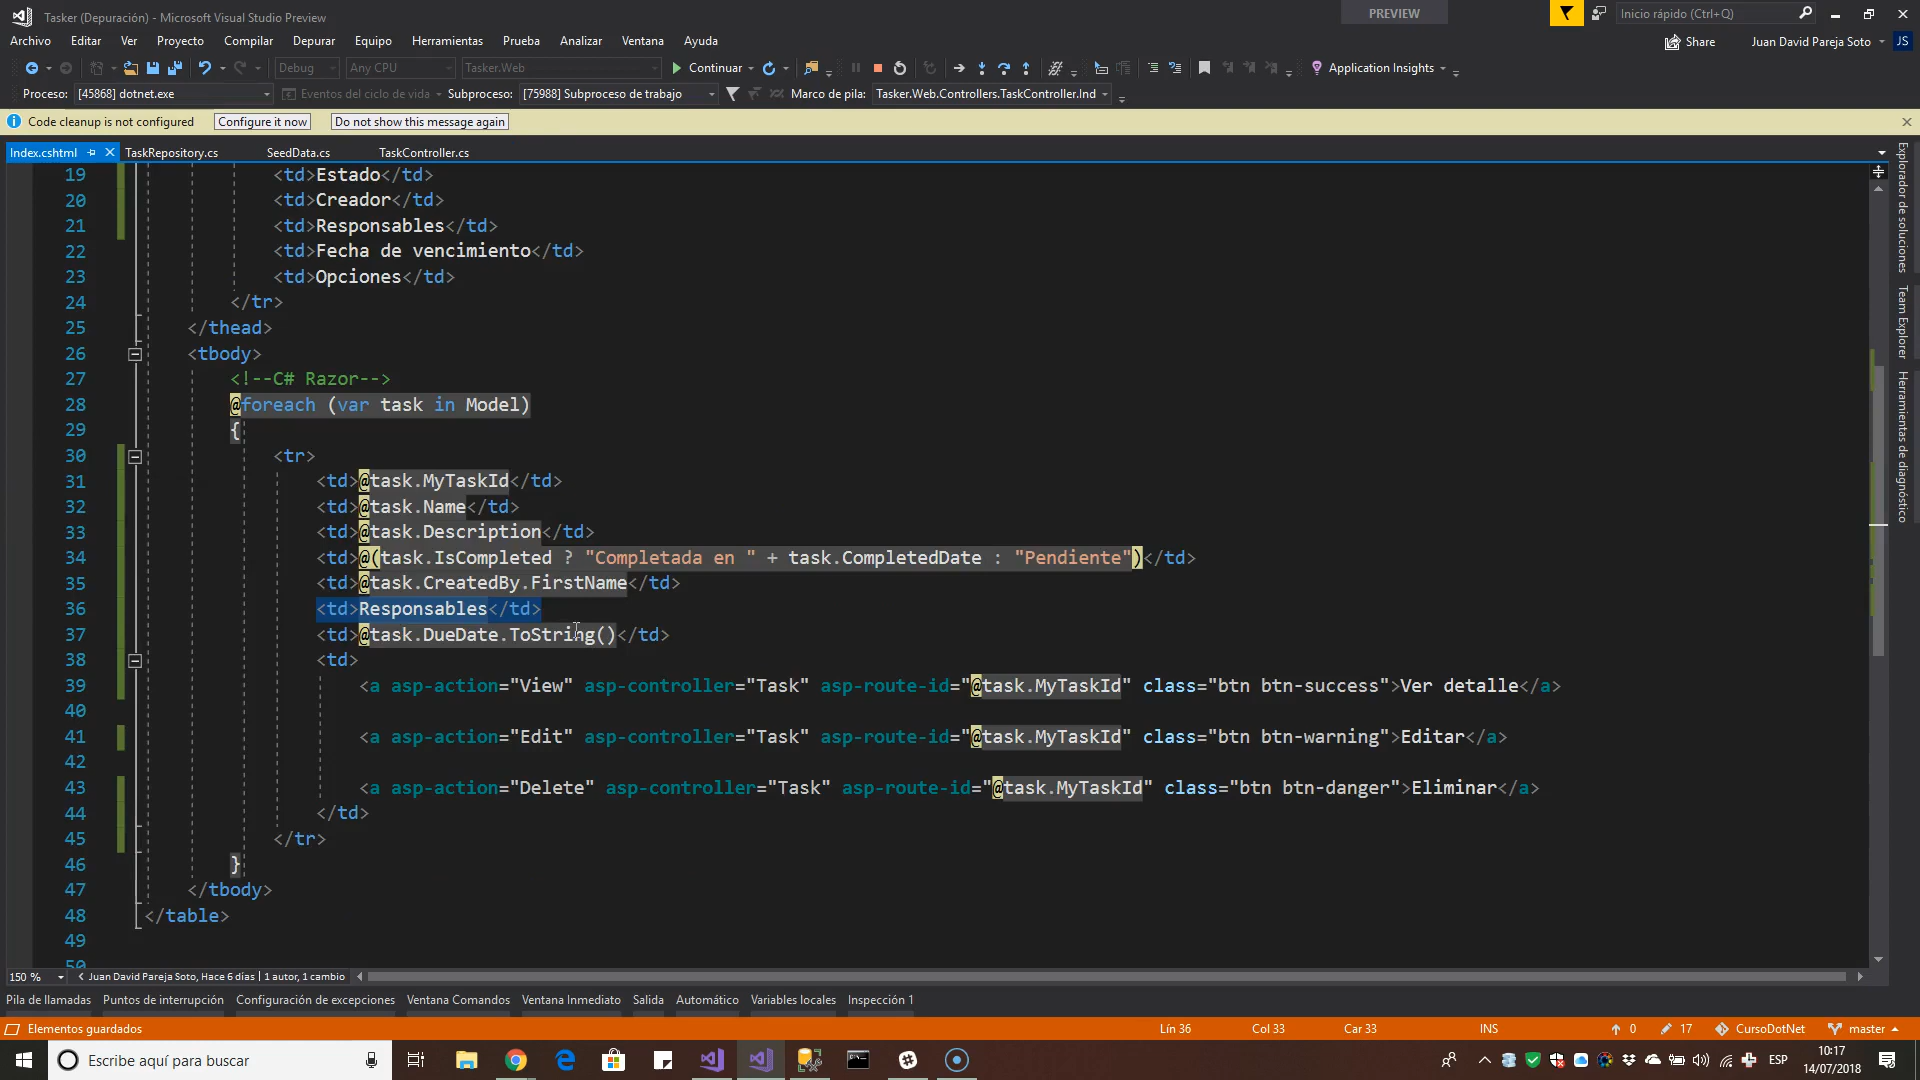 Tasker (Depuración) - Microsoft Visual Studio Preview
PREVIEW
Inicio rápido (Ctrl+Q)
Archivo Editar Ver Proyecto Compilar Depurar Equipo Herramientas Prueba Analizar Ventana Ayuda
Share
Juan David Pareja Soto
JS
Debug Any CPU Tasker.Web Continuar Application Insights
Proceso: [45868] dotnet.exe Eventos del ciclo de vida Subproceso: [75988] Subproceso de trabajo Marco de pila: Tasker.Web.Controllers.TaskController.Ind
Code cleanup is not configured Configure it now Do not show this message again
Index.cshtml TaskRepository.cs SeedData.cs TaskController.cs
19 <td>Estado</td>
20 <td>Creador</td>
21 <td>Responsables</td>
22 <td>Fecha de vencimiento</td>
23 <td>Opciones</td>
24 </tr>
25 </thead>
26 <tbody>
27 <!--C# Razor-->
28 @foreach (var task in Model)
29 {
30 <tr>
31 <td>@task.MyTaskId</td>
32 <td>@task.Name</td>
33 <td>@task.Description</td>
34 <td>@(task.IsCompleted ? "Completada en " + task.CompletedDate : "Pendiente")</td>
35 <td>@task.CreatedBy.FirstName</td>
36 <td>Responsables</td>
37 <td>@task.DueDate.ToString()</td>
38 <td>
39 <a asp-action="View" asp-controller="Task" asp-route-id="@task.MyTaskId" class="btn btn-success">Ver detalle</a>
40
41 <a asp-action="Edit" asp-controller="Task" asp-route-id="@task.MyTaskId" class="btn btn-warning">Editar</a>
42
43 <a asp-action="Delete" asp-controller="Task" asp-route-id="@task.MyTaskId" class="btn btn-danger">Eliminar</a>
44 </td>
45 </tr>
46 }
47 </tbody>
48 </table>
49
50
Explorador de soluciones
Team Explorer
Herramientas de diagnóstico
150 % Juan David Pareja Soto, Hace 6 días | 1 autor, 1 cambio
Pila de llamadas Puntos de interrupción Configuración de excepciones Ventana Comandos Ventana Inmediato Salida Automático Variables locales Inspección 1
Elementos guardados Lín 36 Col 33 Car 33 INS 0 17 CursoDotNet master
Escribe aquí para buscar
ESP
10:17
14/07/2018